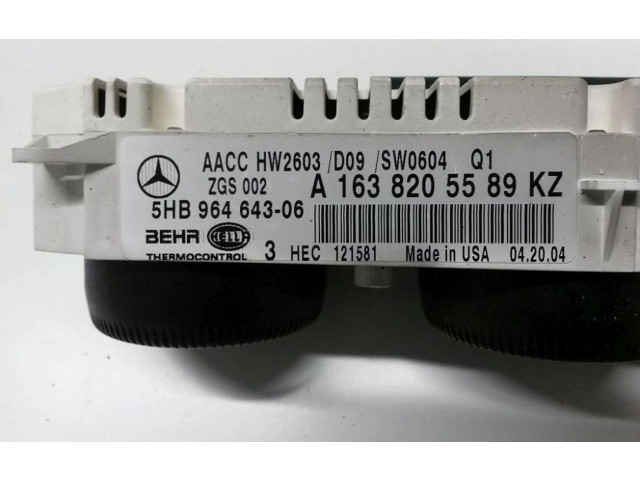 AACC HW2603 /D09 /SW0604 Q1
ZGS 002 A 163 820 55 89 KZ
5HB 964 643-06
BEHR HELLA
THERMOCONTROL 3 HEC 121581 Made in USA 04.20.04